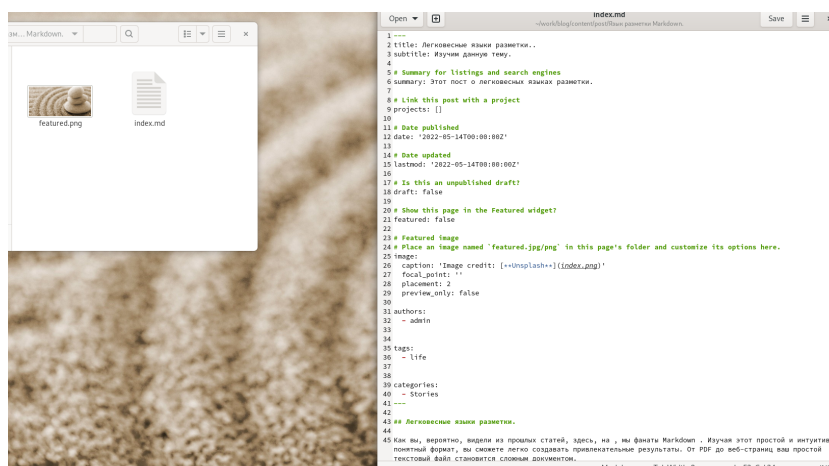 ам... Markdown.
featured.png
index.md
Open
index.md
~/work/blog/content/post/Язык разметки Markdown.
Save
1 ---
2 title: Легковесные языки разметки..
3 subtitle: Изучим данную тему.
4
5 # Summary for listings and search engines
6 summary: Этот пост о легковесных языках разметки.
7
8 # Link this post with a project
9 projects: []
10
11 # Date published
12 date: '2022-05-14T00:00:00Z'
13
14 # Date updated
15 lastmod: '2022-05-14T00:00:00Z'
16
17 # Is this an unpublished draft?
18 draft: false
19
20 # Show this page in the Featured widget?
21 featured: false
22
23 # Featured image
24 # Place an image named `featured.jpg/png` in this page's folder and customize its options here.
25 image:
26 caption: 'Image credit: [**Unsplash**](index.png)'
27 focal_point: ''
28 placement: 2
29 preview_only: false
30
31 authors:
32 - admin
33
34
35 tags:
36 - life
37
38
39 categories:
40 - Stories
41 ---
42
43 ## Легковесные языки разметки.
44
45 Как вы, вероятно, видели из прошлых статей, здесь, на , мы фанаты Markdown . Изучая этот простой и интуитив
понятный формат, вы сможете легко создавать привлекательные результаты. От PDF до веб-страниц ваш простой
текстовый файл становится сложным документом.